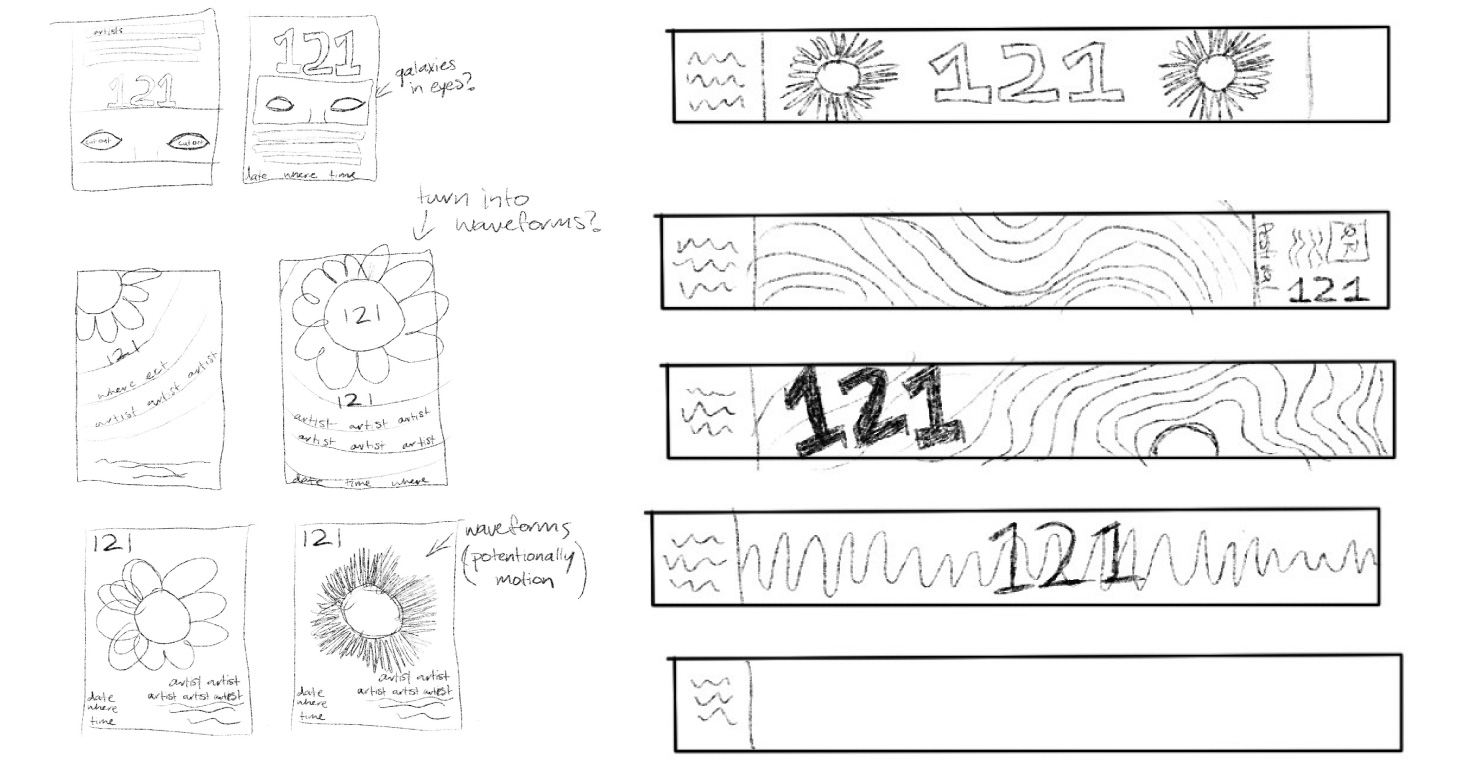 artists
121
cut out
cut out
121
galaxies
in eyes?
date where time
turn into
waveforms?
121
where
artist artist artist
121
121
artist artist artist
artist artist artist
date time where
121
artist artist
artist artist artist
date
where
time
121
waveforms
(potentionally
motion)
artist artist
artist artist artist
date
where
time
121
QR
121
121
121